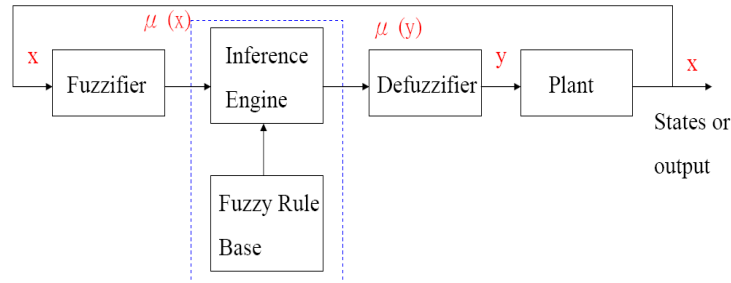 μ (x)
μ (y)
x
Fuzzifier
Inference
Engine
Defuzzifier
y
Plant
x
States or
output
Fuzzy Rule
Base